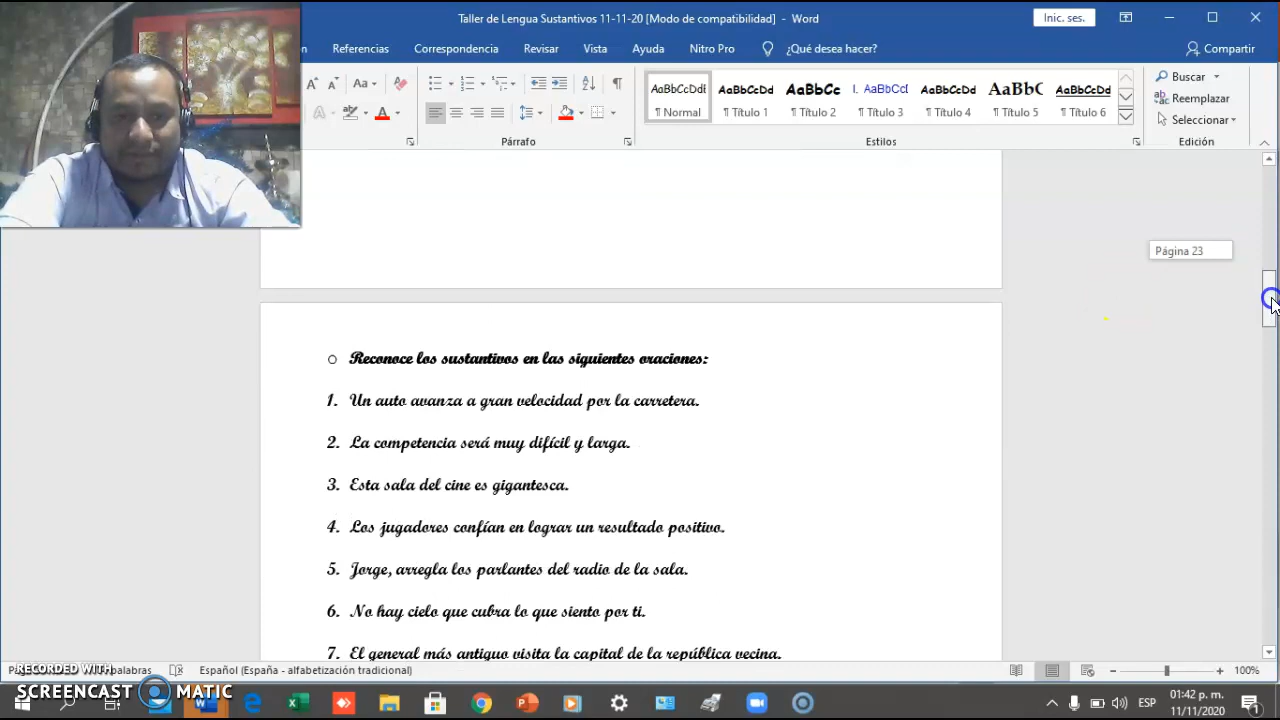 Taller de Lengua Sustantivos 11-11-20 [Modo de compatibilidad] - Word
Inic. ses.
Referencias Correspondencia Revisar Vista Ayuda Nitro Pro ¿Qué desea hacer? Compartir
Aa
AaBbCcDdE AaBbCcDd AaBbCc I. AaBbCcI AaBbCcDd AaBbC AaBbCcDd
¶ Normal ¶ Título 1 ¶ Título 2 ¶ Título 3 ¶ Título 4 ¶ Título 5 ¶ Título 6
Buscar
Reemplazar
Seleccionar
Párrafo Estilos Edición
Página 23
o Reconoce los sustantivos en las siguientes oraciones:
1. Un auto avanza a gran velocidad por la carretera.
2. La competencia será muy difícil y larga.
3. Esta sala del cine es gigantesca.
4. Los jugadores confían en lograr un resultado positivo.
5. Jorge, arregla los parlantes del radio de la sala.
6. No hay cielo que cubra lo que siento por ti.
7. El general más antiguo visita la capital de la república vecina.
palabras Español (España - alfabetización tradicional) 100%
RECORDED WITH
SCREENCAST MATIC
ESP
01:42 p. m.
11/11/2020